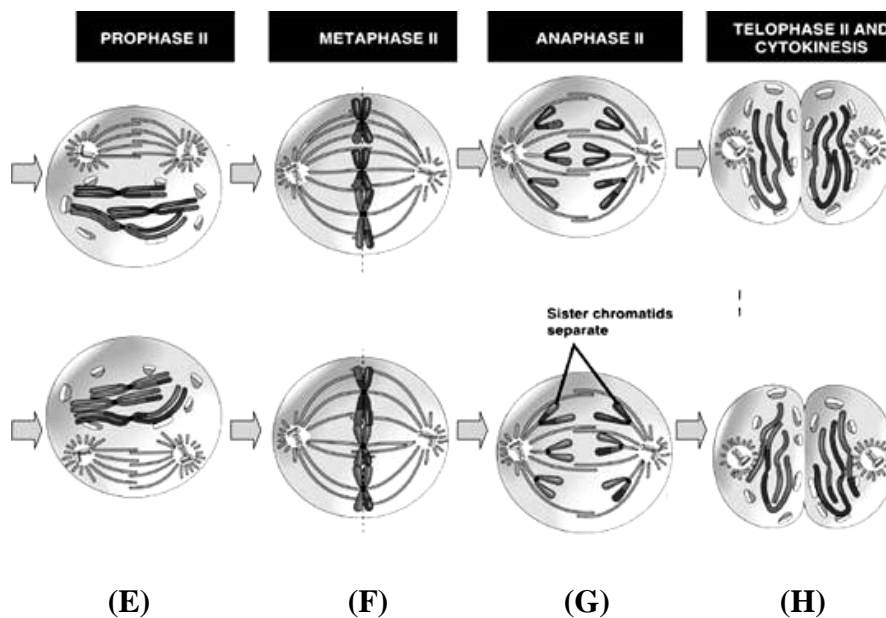 PROPHASE II
METAPHASE II
ANAPHASE II
TELOPHASE II AND
CYTOKINESIS
Sister chromatids
separate
(E)
(F)
(G)
(H)